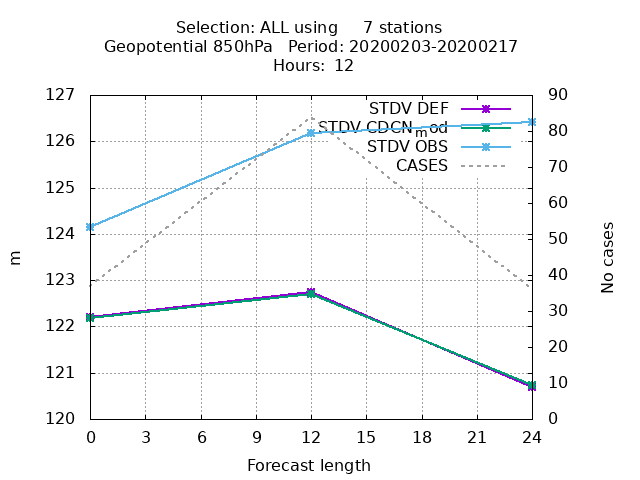 Selection: ALL using     7 stations
Geopotential 850hPa   Period: 20200203-20200217
Hours: 12
STDV DEF
STDV CDCN_mod
STDV OBS
CASES
127
126
125
124
123
122
121
120
m
90
80
70
60
50
40
30
20
10
0
No cases
0 3 6 9 12 15 18 21 24
Forecast length